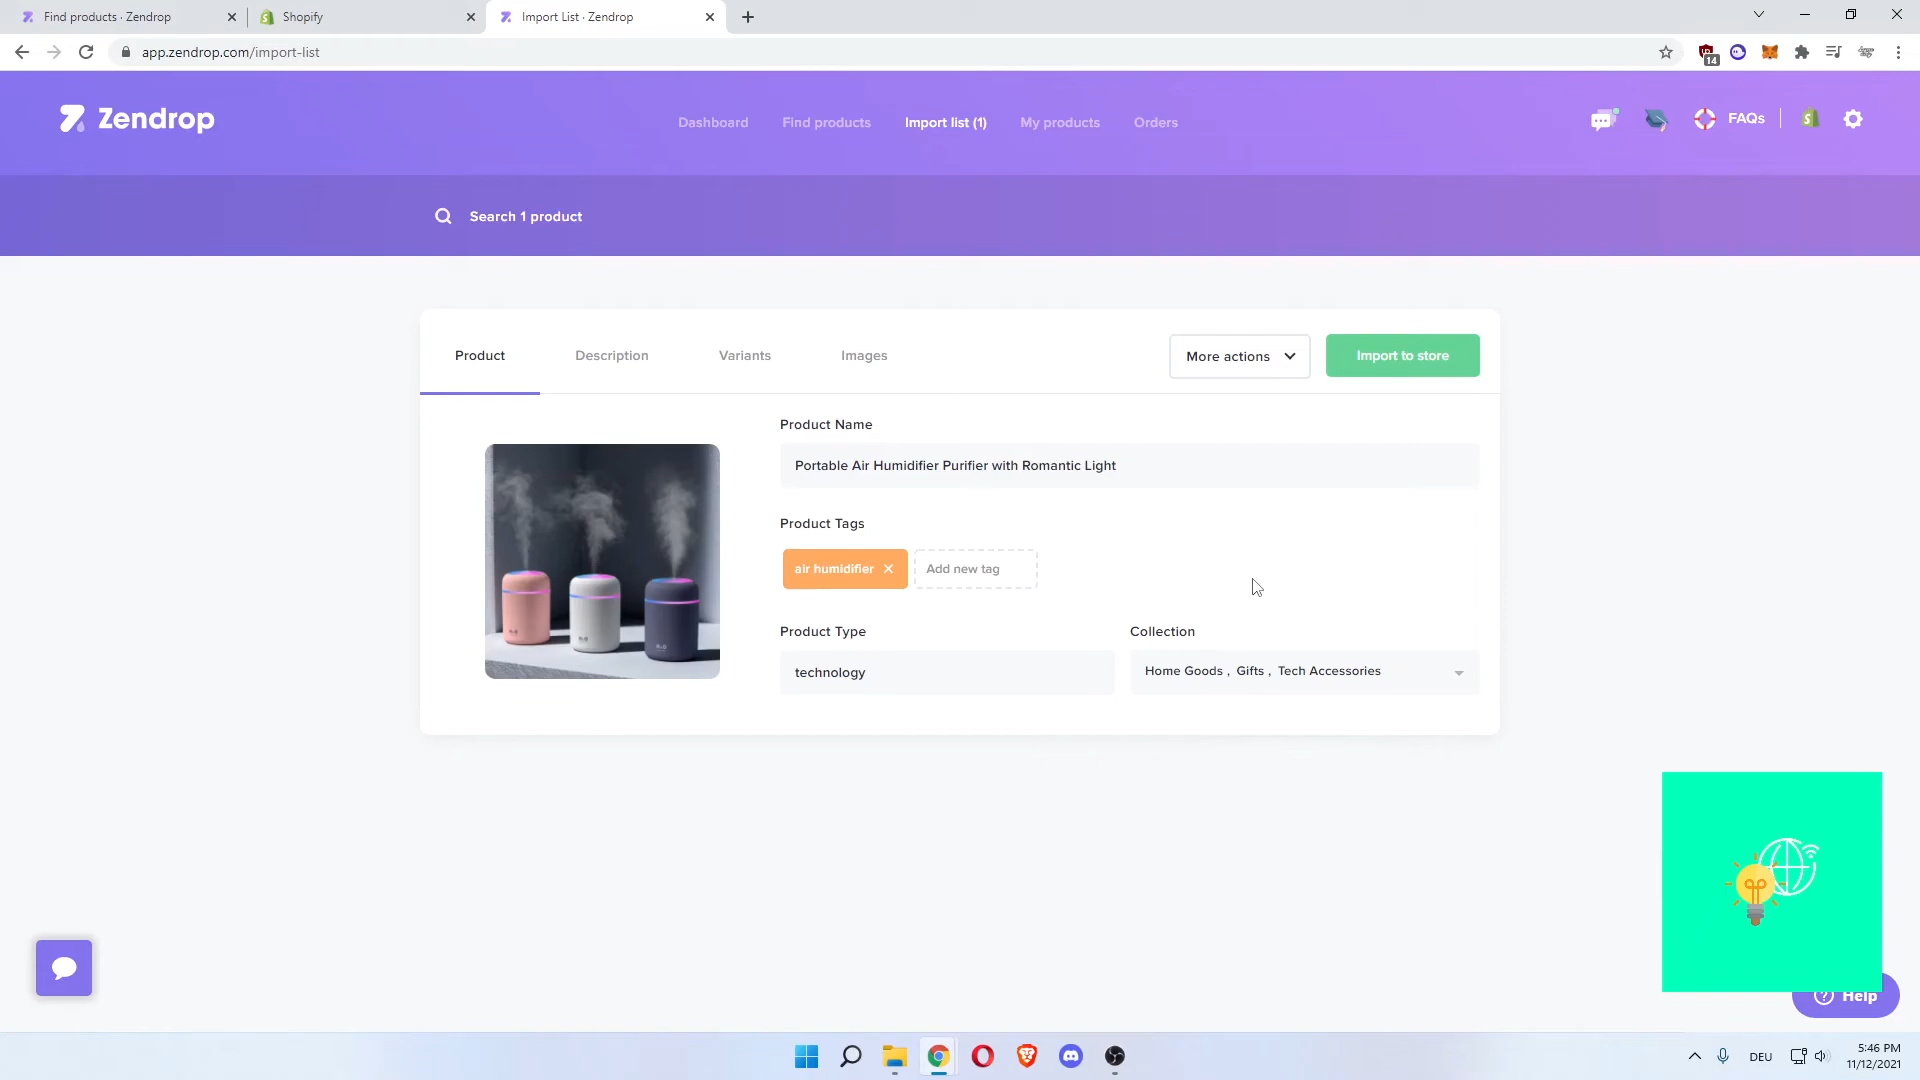 Find products · Zendrop
Shopify
Import List · Zendrop
app.zendrop.com/import-list
14
Zendrop
Dashboard
Find products
Import list (1)
My products
Orders
FAQs
Search 1 product
Product
Description
Variants
Images
More actions
Import to store
Product Name
Portable Air Humidifier Purifier with Romantic Light
Product Tags
air humidifier
Add new tag
Product Type
Collection
technology
Home Goods , Gifts , Tech Accessories
Help
DEU
5:46 PM
11/12/2021